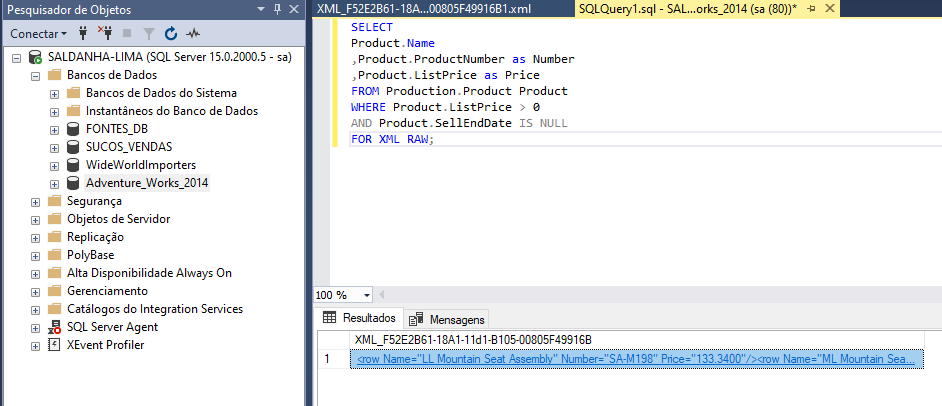 Pesquisador de Objetos
Conectar
SALDANHA-LIMA (SQL Server 15.0.2000.5 - sa)
Bancos de Dados
Bancos de Dados do Sistema
Instantâneos do Banco de Dados
FONTES_DB
SUCOS_VENDAS
WideWorldImporters
Adventure_Works_2014
Segurança
Objetos de Servidor
Replicação
PolyBase
Alta Disponibilidade Always On
Gerenciamento
Catálogos do Integration Services
SQL Server Agent
XEvent Profiler
XML_F52E2B61-18A...00805F49916B1.xml
SQLQuery1.sql - SAL...orks_2014 (sa (80))*
SELECT
Product.Name
,Product.ProductNumber as Number
,Product.ListPrice as Price
FROM Production.Product Product
WHERE Product.ListPrice > 0
AND Product.SellEndDate IS NULL
FOR XML RAW;
100 %
Resultados
Mensagens
XML_F52E2B61-18A1-11d1-B105-00805F49916B
1 <row Name="LL Mountain Seat Assembly" Number="SA-M198" Price="133.3400"/><row Name="ML Mountain Sea...